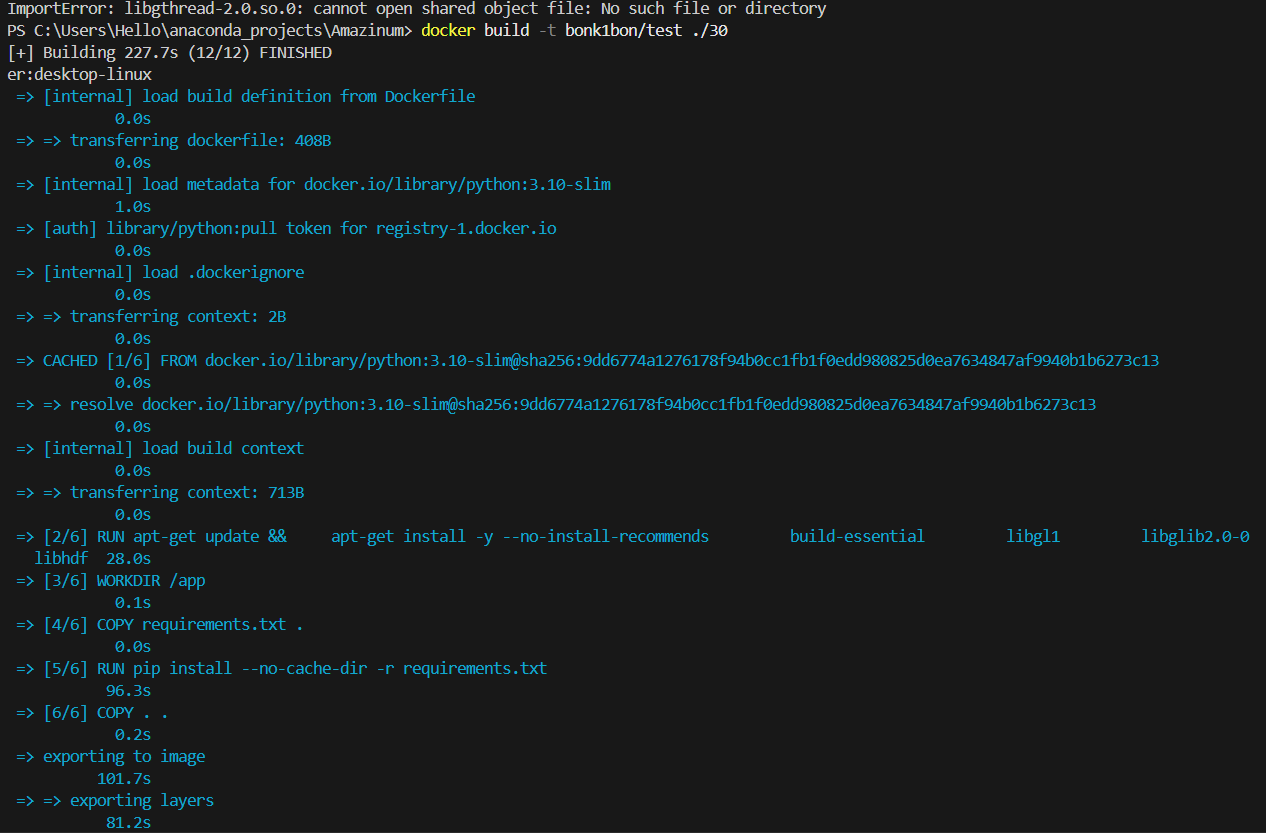 ImportError: libgthread-2.0.so.0: cannot open shared object file: No such file or directory
PS C:\Users\Hello\anaconda_projects\Amazinum> docker build -t bonk1bon/test ./30
[+] Building 227.7s (12/12) FINISHED
er:desktop-linux
=> [internal] load build definition from Dockerfile
0.0s
=> => transferring dockerfile: 408B
0.0s
=> [internal] load metadata for docker.io/library/python:3.10-slim
1.0s
=> [auth] library/python:pull token for registry-1.docker.io
0.0s
=> [internal] load .dockerignore
0.0s
=> => transferring context: 2B
0.0s
=> CACHED [1/6] FROM docker.io/library/python:3.10-slim@sha256:9dd6774a1276178f94b0cc1fb1f0edd980825d0ea7634847af9940b1b6273c13
0.0s
=> => resolve docker.io/library/python:3.10-slim@sha256:9dd6774a1276178f94b0cc1fb1f0edd980825d0ea7634847af9940b1b6273c13
0.0s
=> [internal] load build context
0.0s
=> => transferring context: 713B
0.0s
=> [2/6] RUN apt-get update &&     apt-get install -y --no-install-recommends         build-essential         libgl1         libglib2.0-0
libhdf  28.0s
=> [3/6] WORKDIR /app
0.1s
=> [4/6] COPY requirements.txt .
0.0s
=> [5/6] RUN pip install --no-cache-dir -r requirements.txt
96.3s
=> [6/6] COPY . .
0.2s
=> exporting to image
101.7s
=> => exporting layers
81.2s